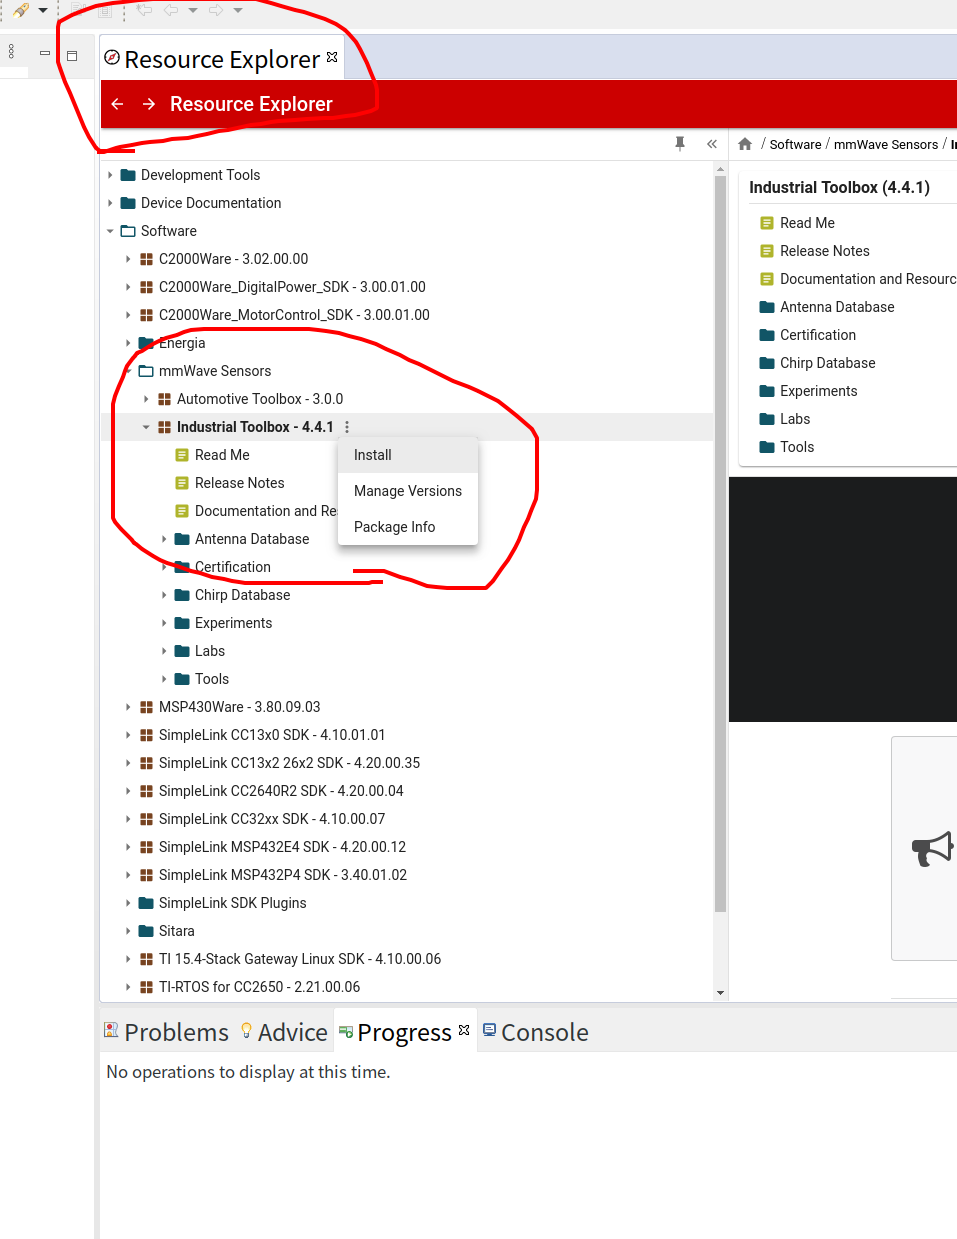 Resource Explorer
Resource Explorer
/ Software / mmWave Sensors /
Development Tools
Device Documentation
Software
C2000Ware - 3.02.00.00
C2000Ware_DigitalPower_SDK - 3.00.01.00
C2000Ware_MotorControl_SDK - 3.00.01.00
Energia
mmWave Sensors
Automotive Toolbox - 3.0.0
Industrial Toolbox - 4.4.1
Read Me
Release Notes
Documentation and Re
Antenna Database
Certification
Chirp Database
Experiments
Labs
Tools
MSP430Ware - 3.80.09.03
SimpleLink CC13x0 SDK - 4.10.01.01
SimpleLink CC13x2 26x2 SDK - 4.20.00.35
SimpleLink CC2640R2 SDK - 4.20.00.04
SimpleLink CC32xx SDK - 4.10.00.07
SimpleLink MSP432E4 SDK - 4.20.00.12
SimpleLink MSP432P4 SDK - 3.40.01.02
SimpleLink SDK Plugins
Sitara
TI 15.4-Stack Gateway Linux SDK - 4.10.00.06
TI-RTOS for CC2650 - 2.21.00.06
Install
Manage Versions
Package Info
Industrial Toolbox (4.4.1)
Read Me
Release Notes
Documentation and Resourc
Antenna Database
Certification
Chirp Database
Experiments
Labs
Tools
Problems Advice Progress Console
No operations to display at this time.